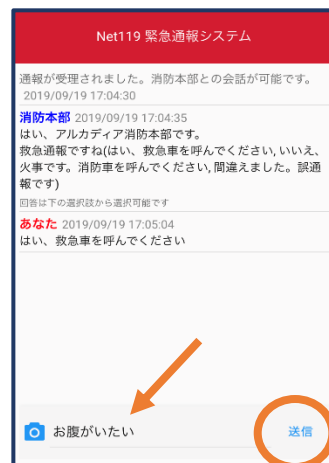 Net119 緊急通報システム
通報が受理されました。消防本部との会話が可能です。
2019/09/19 17:04:30
消防本部 2019/09/19 17:04:35
はい、アルカディア消防本部です。
救急通報ですね(はい、救急車を呼んでください, いいえ、
火事です。消防車を呼んでください, 間違えました。誤通
報です)
回答は下の選択肢から選択可能です
あなた 2019/09/19 17:05:04
はい、救急車を呼んでください
お腹がいたい
送信